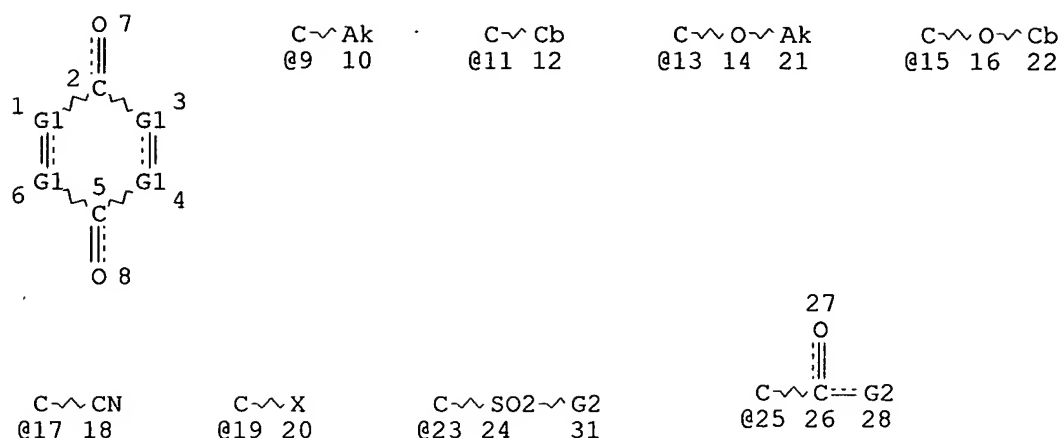 O 7
C~Ak
C~Cb
C~O~Ak
C~O~Cb
@9 10
@11 12
@13 14 21
@15 16 22
2
C
1
3
G1
G1
G1
G1
6
5
4
C
O 8
27
O
C~CN
C~X
C~SO2~G2
C~C G2
@17 18
@19 20
@23 24 31
@25 26 28